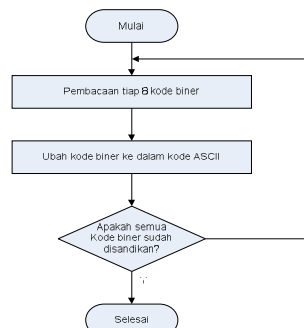 Mulai
Pembacaan tiap 8 kode biner
Ubah kode biner ke dalam kode ASCII
Apakah semua
Kode biner sudah
disandikan?
Selesai